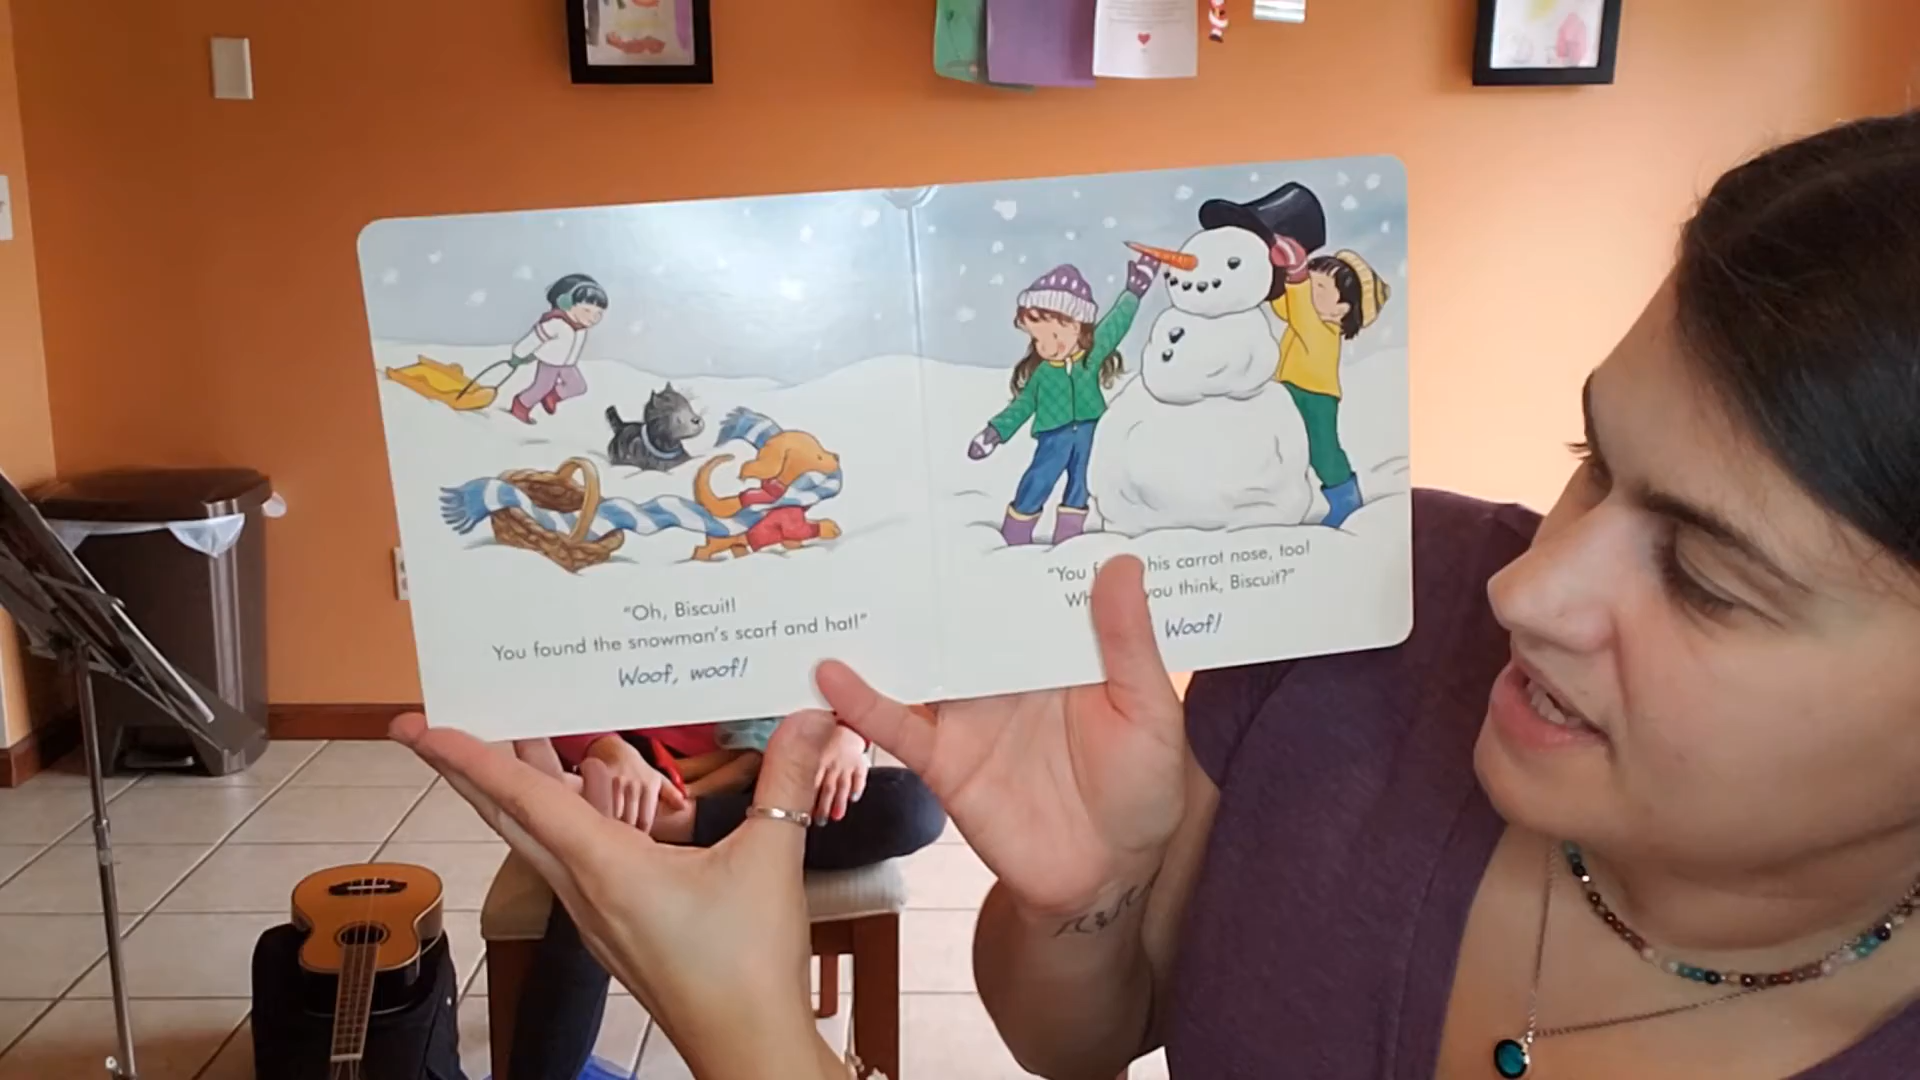 "Oh, Biscuit!
You found the snowman's scarf and hat!"
Woof, woof!
"You his carrot nose, too!
you think, Biscuit?"
Woof!